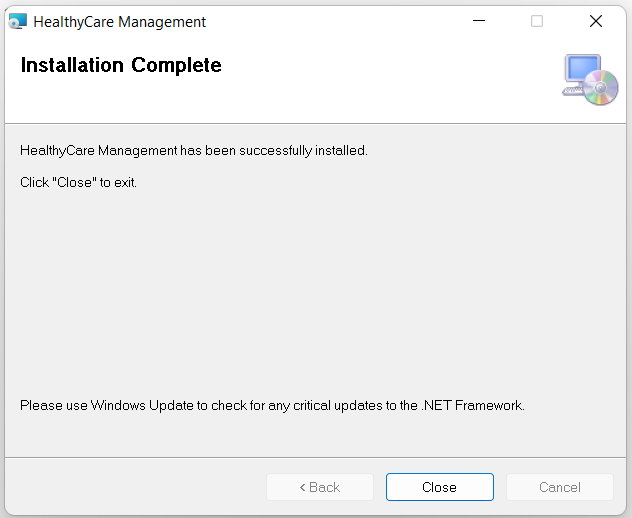 HealthyCare Management
Installation Complete
HealthyCare Management has been successfully installed.
Click "Close" to exit.
Please use Windows Update to check for any critical updates to the .NET Framework.
< Back
Close
Cancel